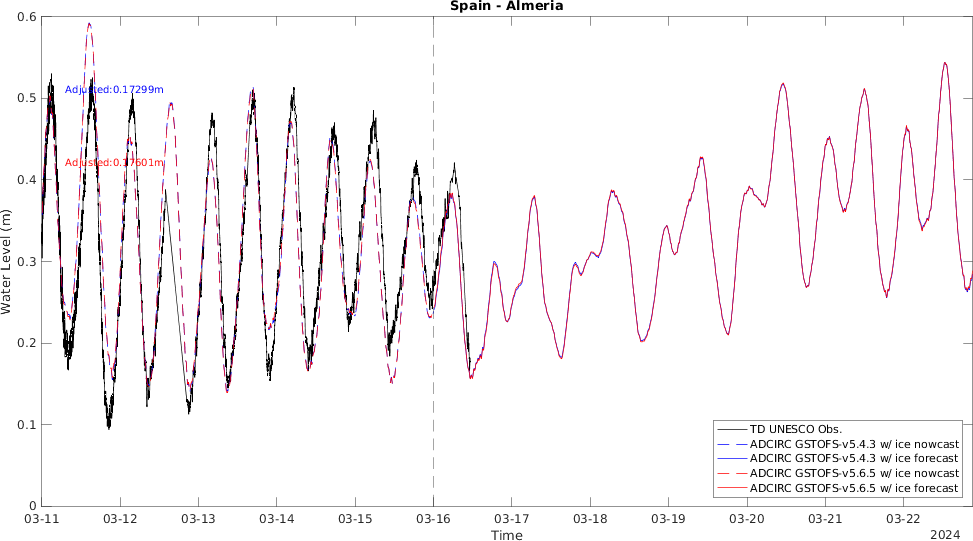 Spain - Almeria
0.6
0.5
0.4
0.3
0.2
0.1
0
Water Level (m)
Adjusted:0.17299m
Adjusted:0.17601m
TD UNESCO Obs.
ADCIRC GSTOFS-v5.4.3 w/ ice nowcast
ADCIRC GSTOFS-v5.4.3 w/ ice forecast
ADCIRC GSTOFS-v5.6.5 w/ ice nowcast
ADCIRC GSTOFS-v5.6.5 w/ ice forecast
03-11 03-12 03-13 03-14 03-15 03-16 03-17 03-18 03-19 03-20 03-21 03-22
Time
2024